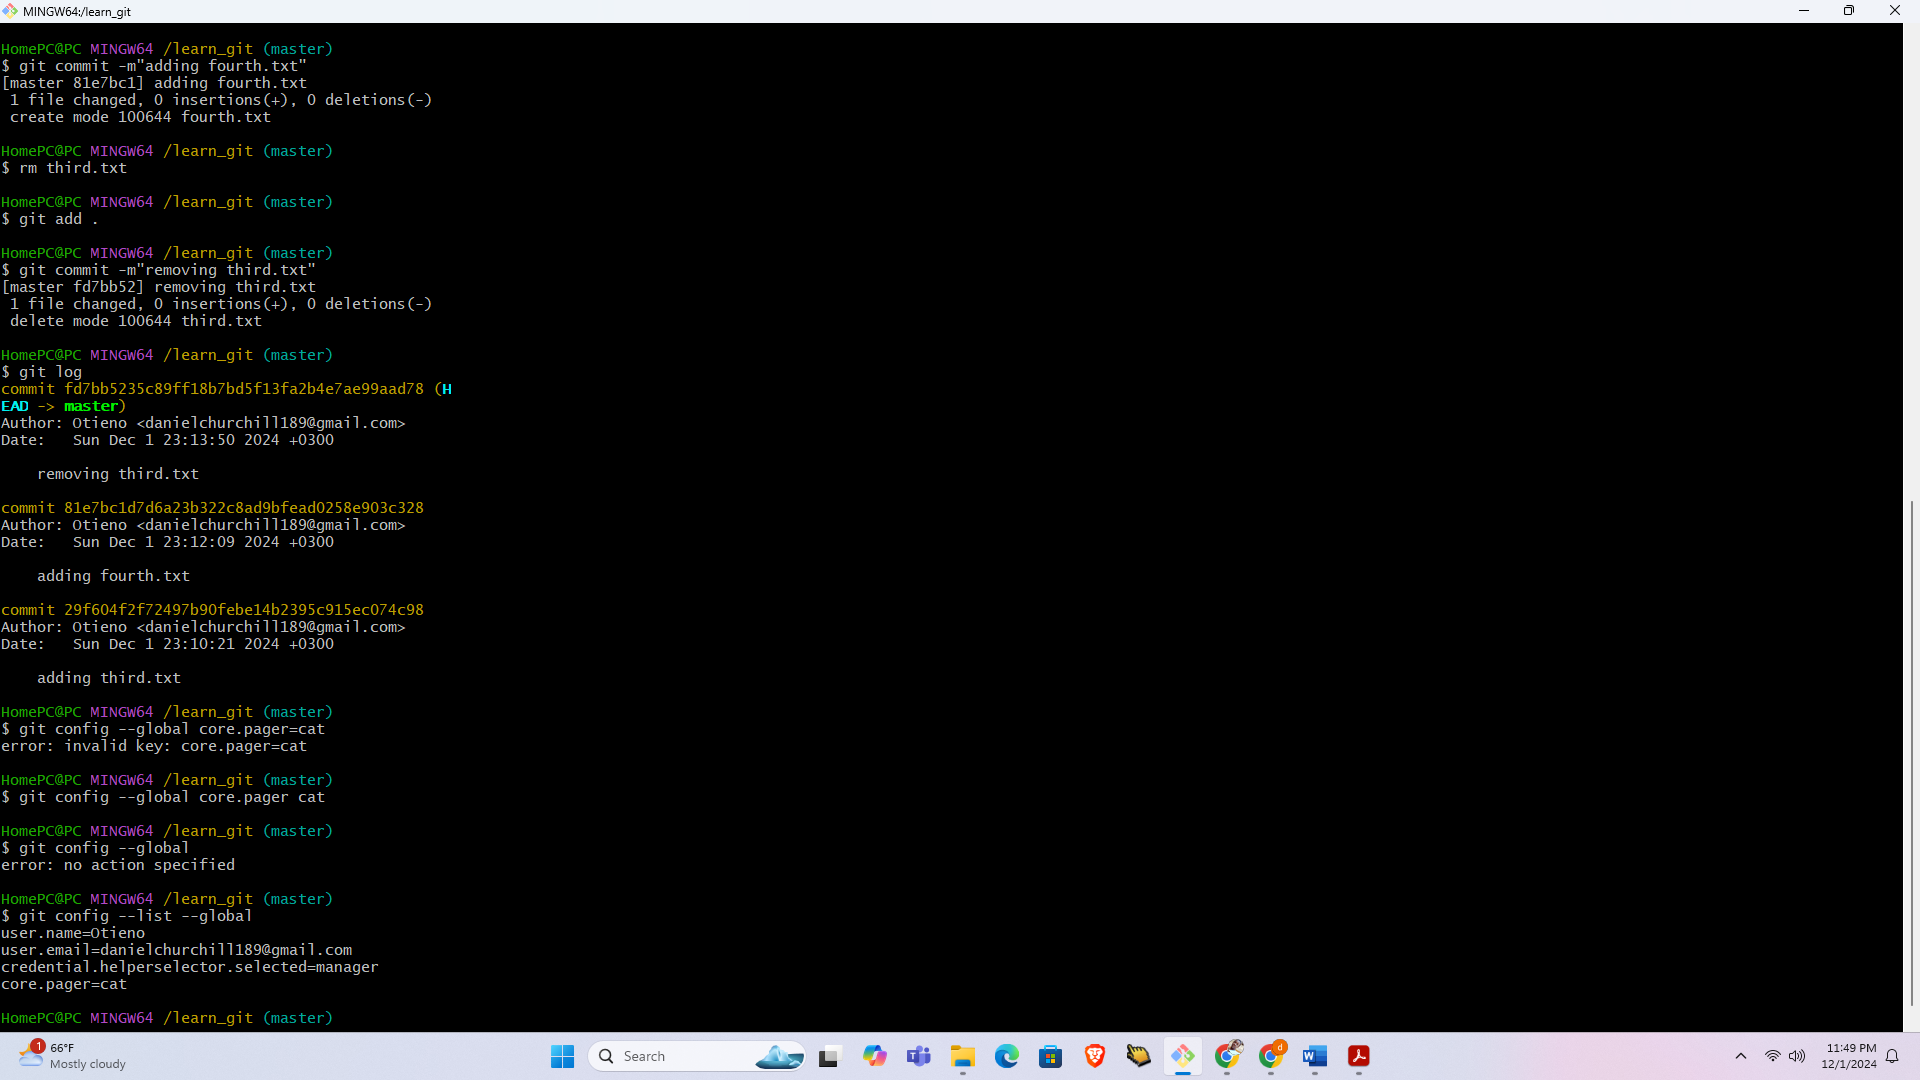 MINGW64:/learn_git
HomePC@PC MINGW64 /learn_git (master)
$ git commit -m"adding fourth.txt"
[master 81e7bc1] adding fourth.txt
 1 file changed, 0 insertions(+), 0 deletions(-)
 create mode 100644 fourth.txt
HomePC@PC MINGW64 /learn_git (master)
$ rm third.txt
HomePC@PC MINGW64 /learn_git (master)
$ git add .
HomePC@PC MINGW64 /learn_git (master)
$ git commit -m"removing third.txt"
[master fd7bb52] removing third.txt
 1 file changed, 0 insertions(+), 0 deletions(-)
 delete mode 100644 third.txt
HomePC@PC MINGW64 /learn_git (master)
$ git log
commit fd7bb5235c89ff18b7bd5f13fa2b4e7ae99aad78 (H
EAD -> master)
Author: Otieno <danielchurchill189@gmail.com>
Date:   Sun Dec 1 23:13:50 2024 +0300
    removing third.txt
commit 81e7bc1d7d6a23b322c8ad9bfead0258e903c328
Author: Otieno <danielchurchill189@gmail.com>
Date:   Sun Dec 1 23:12:09 2024 +0300
    adding fourth.txt
commit 29f604f2f72497b90febe14b2395c915ec074c98
Author: Otieno <danielchurchill189@gmail.com>
Date:   Sun Dec 1 23:10:21 2024 +0300
    adding third.txt
HomePC@PC MINGW64 /learn_git (master)
$ git config --global core.pager=cat
error: invalid key: core.pager=cat
HomePC@PC MINGW64 /learn_git (master)
$ git config --global core.pager cat
HomePC@PC MINGW64 /learn_git (master)
$ git config --global
error: no action specified
HomePC@PC MINGW64 /learn_git (master)
$ git config --list --global
user.name=Otieno
user.email=danielchurchill189@gmail.com
credential.helperselector.selected=manager
core.pager=cat
HomePC@PC MINGW64 /learn_git (master)
1
66°F
Mostly cloudy
Search
d
W
11:49 PM
12/1/2024